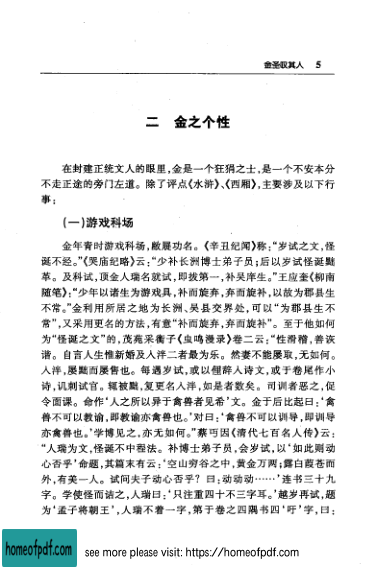 金圣叹其人 5
二 金之个性
在封建正统文人的眼里,金是一个狂狷之士,是一个不安本分
不走正途的旁门左道。除了评点《水浒》、《西厢》,主要涉及以下行
事:
(一)游戏科场
金年青时游戏科场,敝屣功名。《辛丑纪闻》称:“岁试之文,怪
诞不经。”《哭庙纪略》云:“少补长洲博士弟子员;后以岁试怪诞黜
革。及科试,顶金人瑞名就试,即拔第一,补吴庠生。”王应奎《柳南
随笔》:“少年以诸生为游戏具,补而旋弃,弃而旋补,以故为郡县生
不常。”金利用所居之地为长洲、吴县交界处,可以“为郡县生不
常”,又采用更名的方法,有意“补而旋弃,弃而旋补”。至于他如何
为“怪诞之文”的,茂苑采衡子《虫鸣漫录》卷二云:“性滑稽,善诙
谐。自言人生惟新婚及入泮二者最为乐。然妻不能屡取,无如何。
入泮,屡黜而屡售也。每遇岁试,或以俚辞入诗文,或于卷尾作小
诗,讥刺试官。辄被黜,复更名入泮,如是者数矣。司训者恶之,促
令面课。命作‘人之所以异于禽兽者见希’文。金于后比起曰:‘禽
兽不可以教谕,即教谕亦禽兽也。’对曰:‘禽兽不可以训导,即训导
亦禽兽也。’学博见之,亦无如何。”蔡丐因《清代七百名人传》云:
“人瑞为文,怪诞不中程法。补博士弟子员,会岁试,以‘如此则动
心否乎’命题,其篇末有云:‘空山穷谷之中,黄金万两;露白葭苍而
外,有美一人。试问夫子动心否乎?曰:动动动……’连书三十九
字。学使怪而诘之,人瑞曰:‘只注重四十不三字耳。’越岁再试,题
为‘孟子将朝王’,人瑞不着一字,第于卷之四隅书四‘吁’字,曰:
homeofpdf.com
see more please visit: https://homeofpdf.com